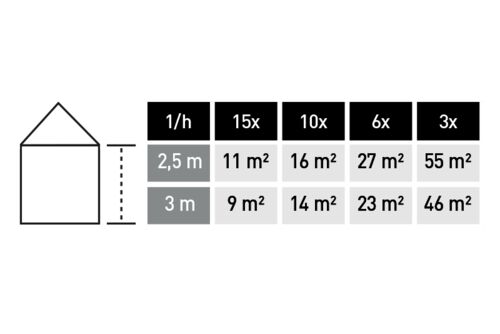 1/h 15x 10x 6x 3x
2,5 m 11 m² 16 m² 27 m² 55 m²
3 m 9 m² 14 m² 23 m² 46 m²